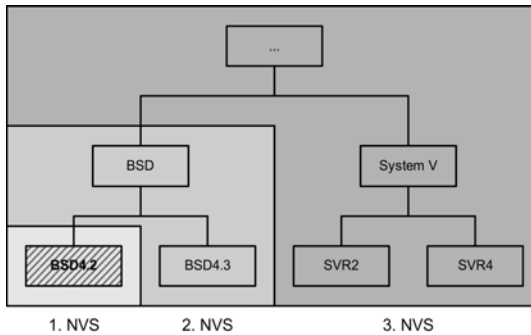 ...
BSD
System V
BSD4.2
BSD4.3
SVR2
SVR4
1. NVS
2. NVS
3. NVS